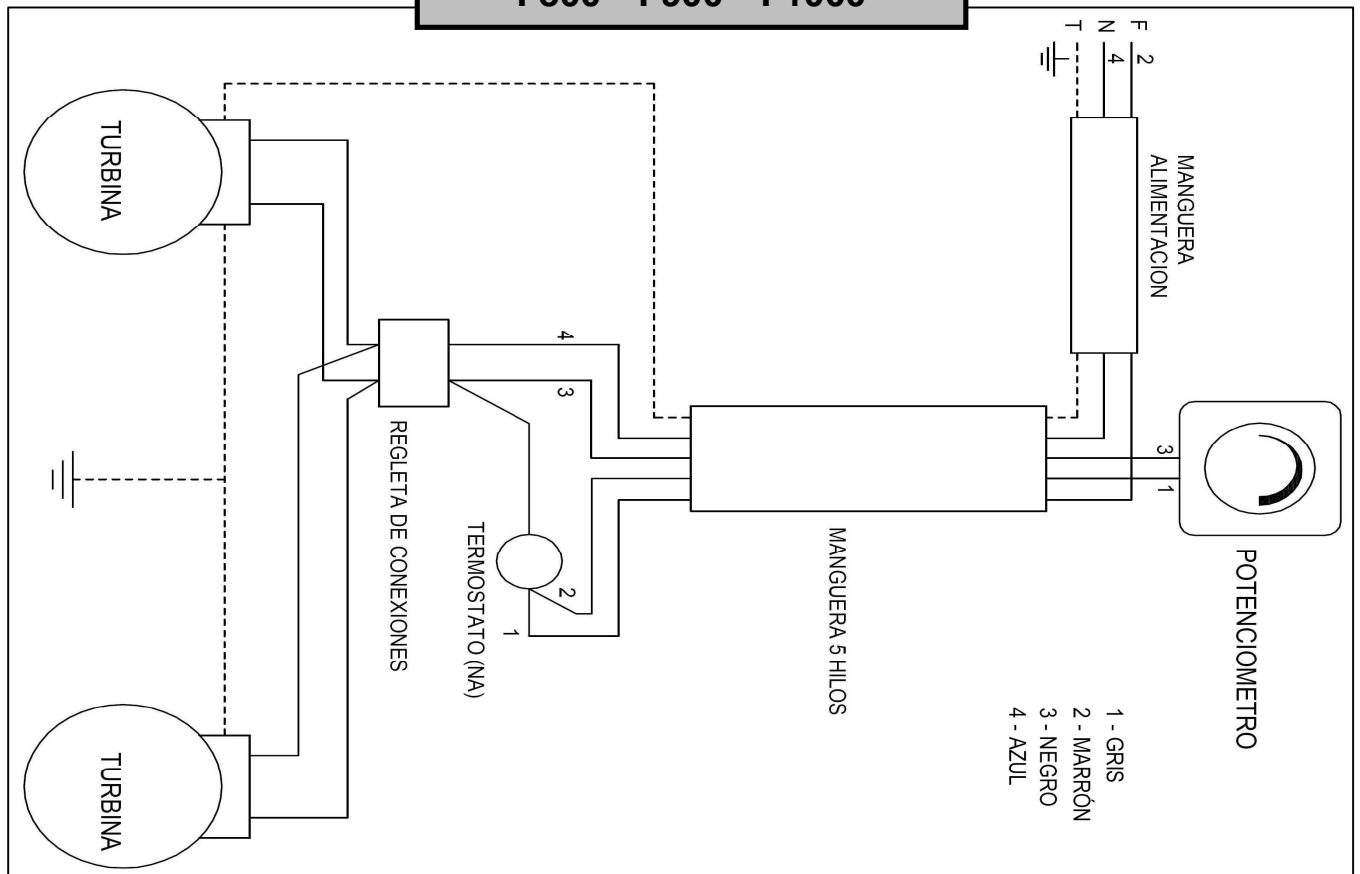 POTENCIOMETRO
MANGUERA
ALIMENTACION
F
N
T
2
4
3
1
1 - GRIS
2 - MARRÓN
3 - NEGRO
4 - AZUL
MANGUERA 5 HILOS
4
3
2
1
TERMOSTATO (NA)
REGLETA DE CONEXIONES
TURBINA
TURBINA